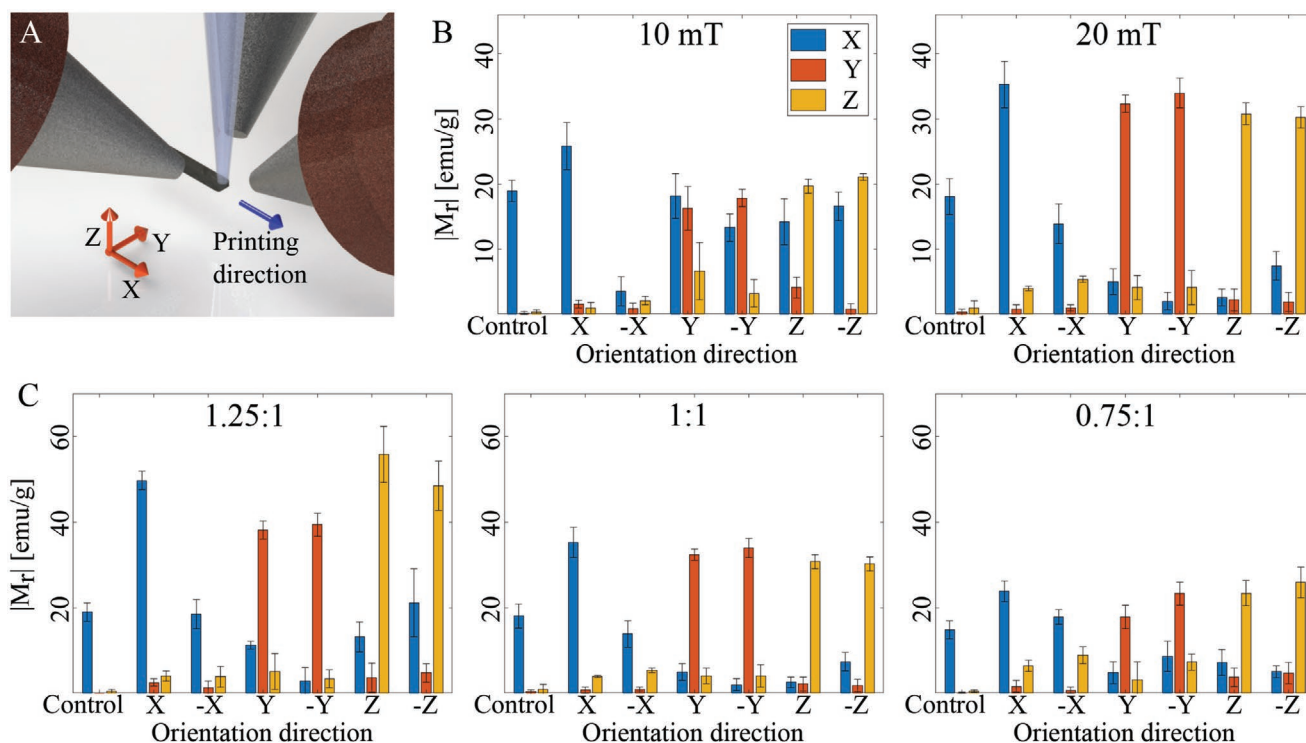 A
Z
Y
X
Printing
direction
B
10 mT
X
Y
Z
|Mr| [emu/g]
40
30
20
10
Control X -X Y -Y Z -Z
Orientation direction
20 mT
40
30
20
10
Control X -X Y -Y Z -Z
Orientation direction
C
1.25:1
|Mr| [emu/g]
60
40
20
Control X -X Y -Y Z -Z
Orientation direction
1:1
60
40
20
Control X -X Y -Y Z -Z
Orientation direction
0.75:1
60
40
20
Control X -X Y -Y Z -Z
Orientation direction